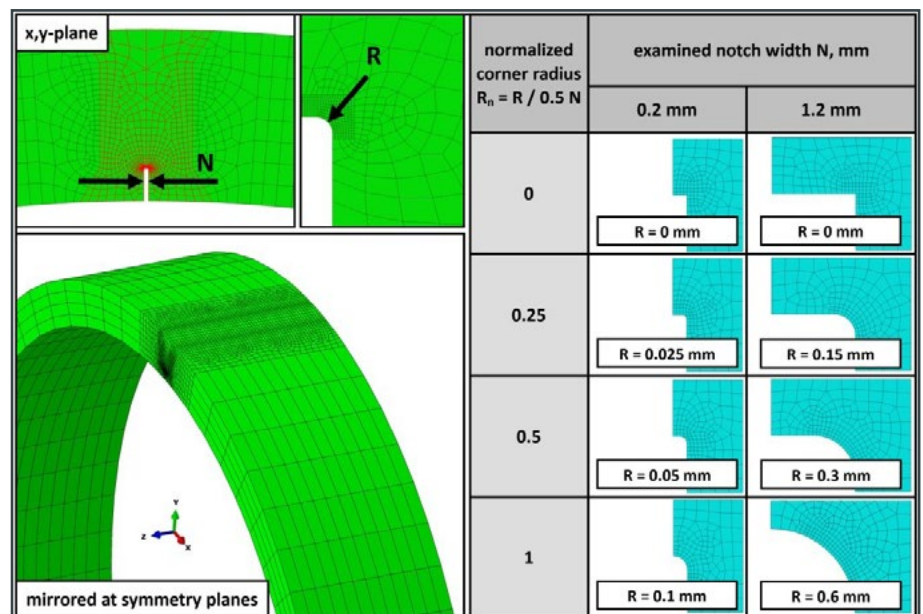 x,y-plane
N
R
mirrored at symmetry planes
Y
Z
X
normalized
corner radius
Rₙ = R / 0.5 N
examined notch width N, mm
0.2 mm
1.2 mm
0
R = 0 mm
R = 0 mm
0.25
R = 0.025 mm
R = 0.15 mm
0.5
R = 0.05 mm
R = 0.3 mm
1
R = 0.1 mm
R = 0.6 mm